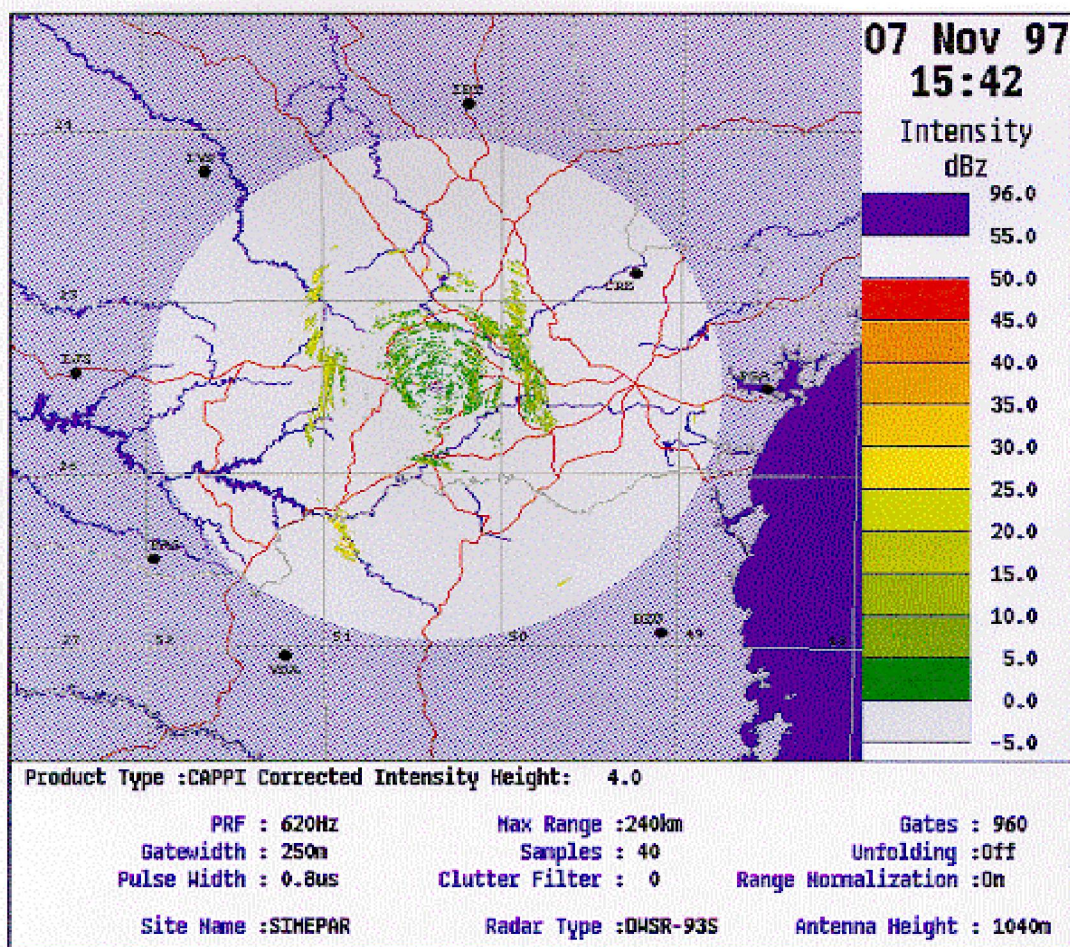 07 Nov 97
15:42
Intensity
dBz
96.0
55.0
50.0
45.0
40.0
35.0
30.0
25.0
20.0
15.0
10.0
5.0
0.0
-5.0
51
50
49
Product Type :CAPPI Corrected Intensity Height: 4.0
PRF : 620Hz Max Range :240km Gates : 960
Gatewidth : 250m Samples : 40 Unfolding :Off
Pulse Width : 0.8us Clutter Filter : 0 Range Normalization :On
Site Name :SIMEPAR Radar Type :DWSR-93S Antenna Height : 1040m